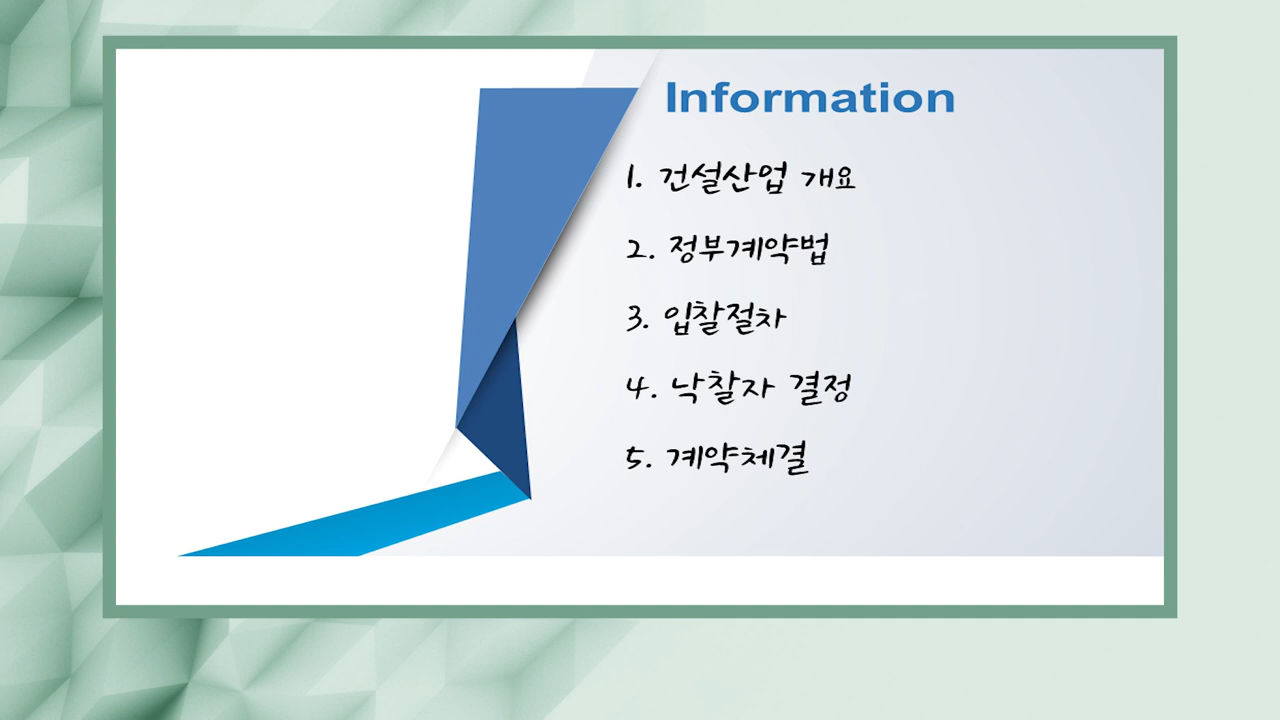 Information
1. 건설산업 개요
2. 정부계약법
3. 입찰절차
4. 낙찰자 결정
5. 계약체결